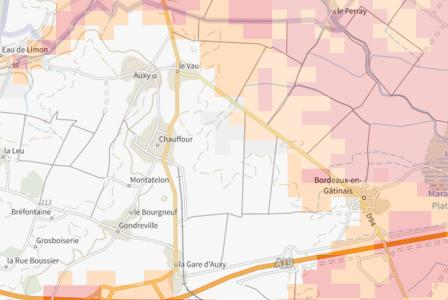 le Perray
Eau de Limon
le Vau
Auxy
Chauffour
la Leu
Bordeaux-en-
Gâtinais
Montatelon
1113
Bréfontaine
le Bourgneuf
D94
Gondreville
Grosboiserie
la Rue Boussier
la Gare d'Auxy
A19